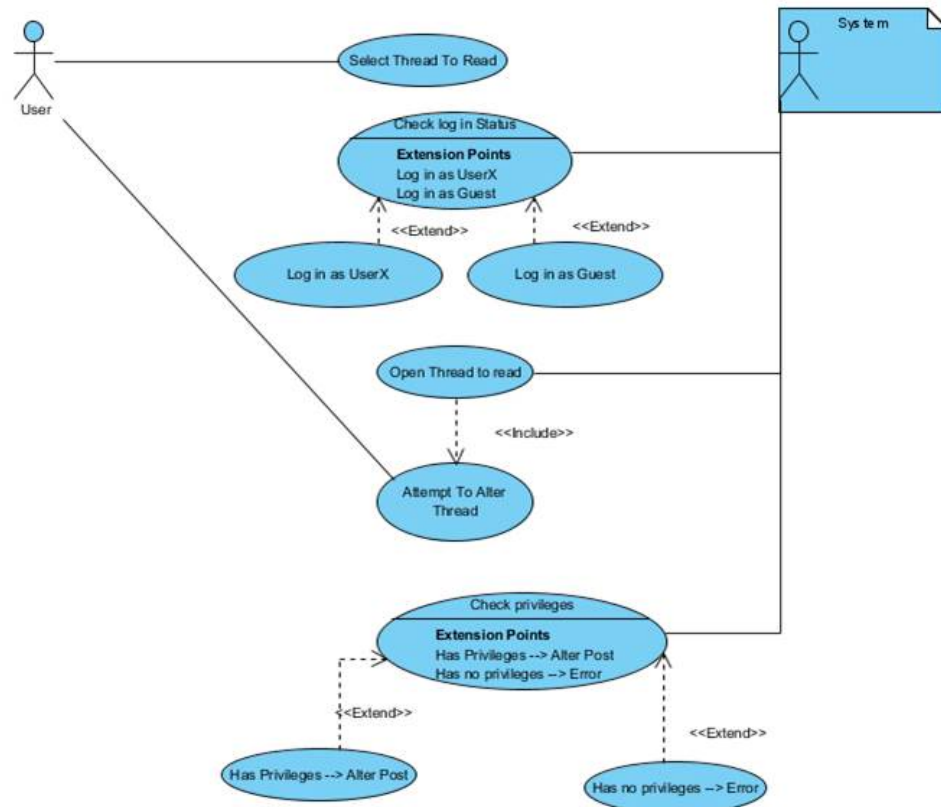 System
User
Select Thread To Read
Check log in Status
Extension Points
Log in as UserX
Log in as Guest
<<Extend>>
<<Extend>>
Log in as UserX
Log in as Guest
Open Thread to read
<<Include>>
Attempt To Alter
Thread
Check privileges
Extension Points
Has Privileges --> Alter Post
Has no privileges --> Error
<<Extend>>
<<Extend>>
Has Privileges --> Alter Post
Has no privileges --> Error